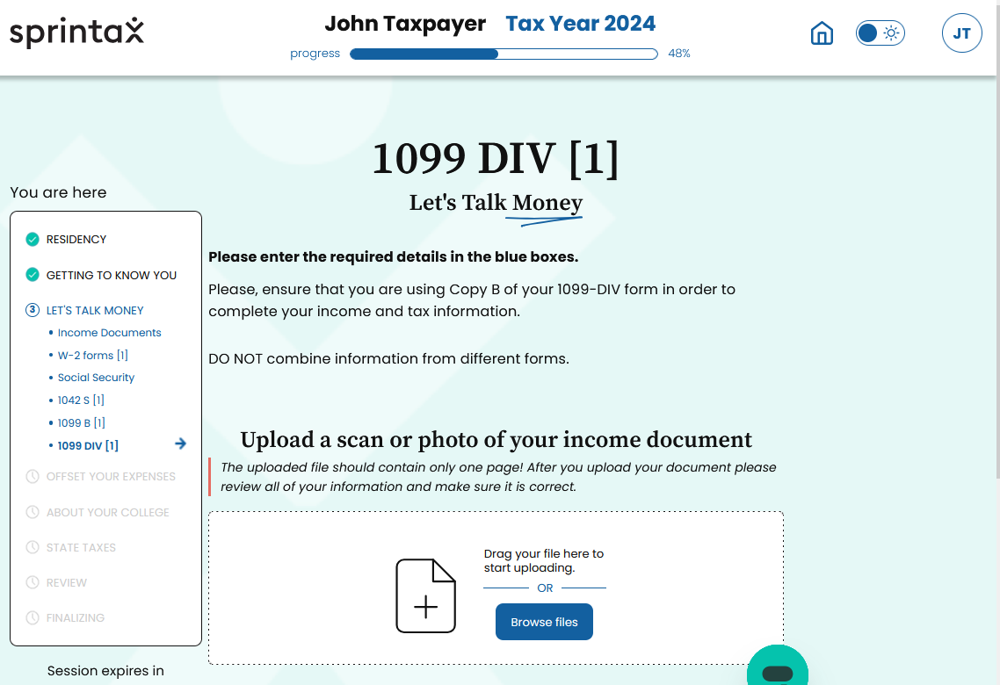 sprintax
John Taxpayer Tax Year 2024
progress 48%
JT
1099 DIV [1]
Let's Talk Money
You are here
RESIDENCY
GETTING TO KNOW YOU
3 LET'S TALK MONEY
• Income Documents
• W-2 forms [1]
• Social Security
• 1042 S [1]
• 1099 B [1]
• 1099 DIV [1]
OFFSET YOUR EXPENSES
ABOUT YOUR COLLEGE
STATE TAXES
REVIEW
FINALIZING
Session expires in
Please enter the required details in the blue boxes.
Please, ensure that you are using Copy B of your 1099-DIV form in order to
complete your income and tax information.
DO NOT combine information from different forms.
Upload a scan or photo of your income document
The uploaded file should contain only one page! After you upload your document please
review all of your information and make sure it is correct.
Drag your file here to
start uploading.
OR
Browse files